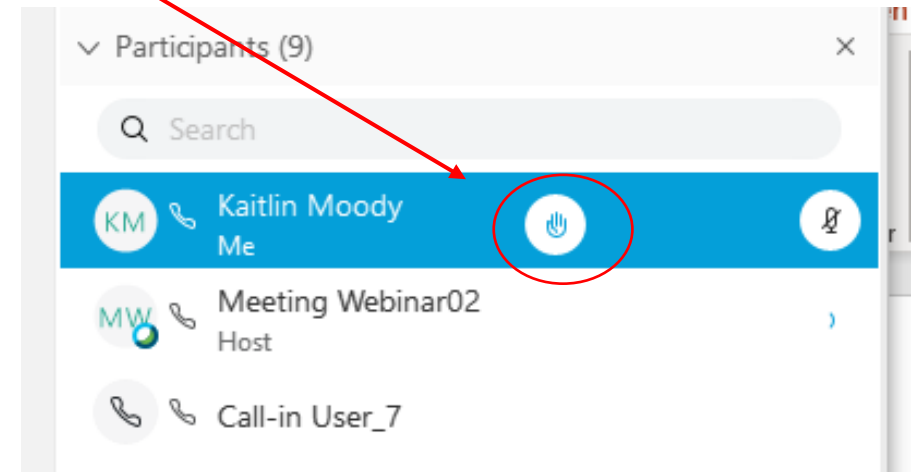 Participants (9)
Search
KM Kaitlin Moody
Me
MW Meeting Webinar02
Host
Call-in User_7